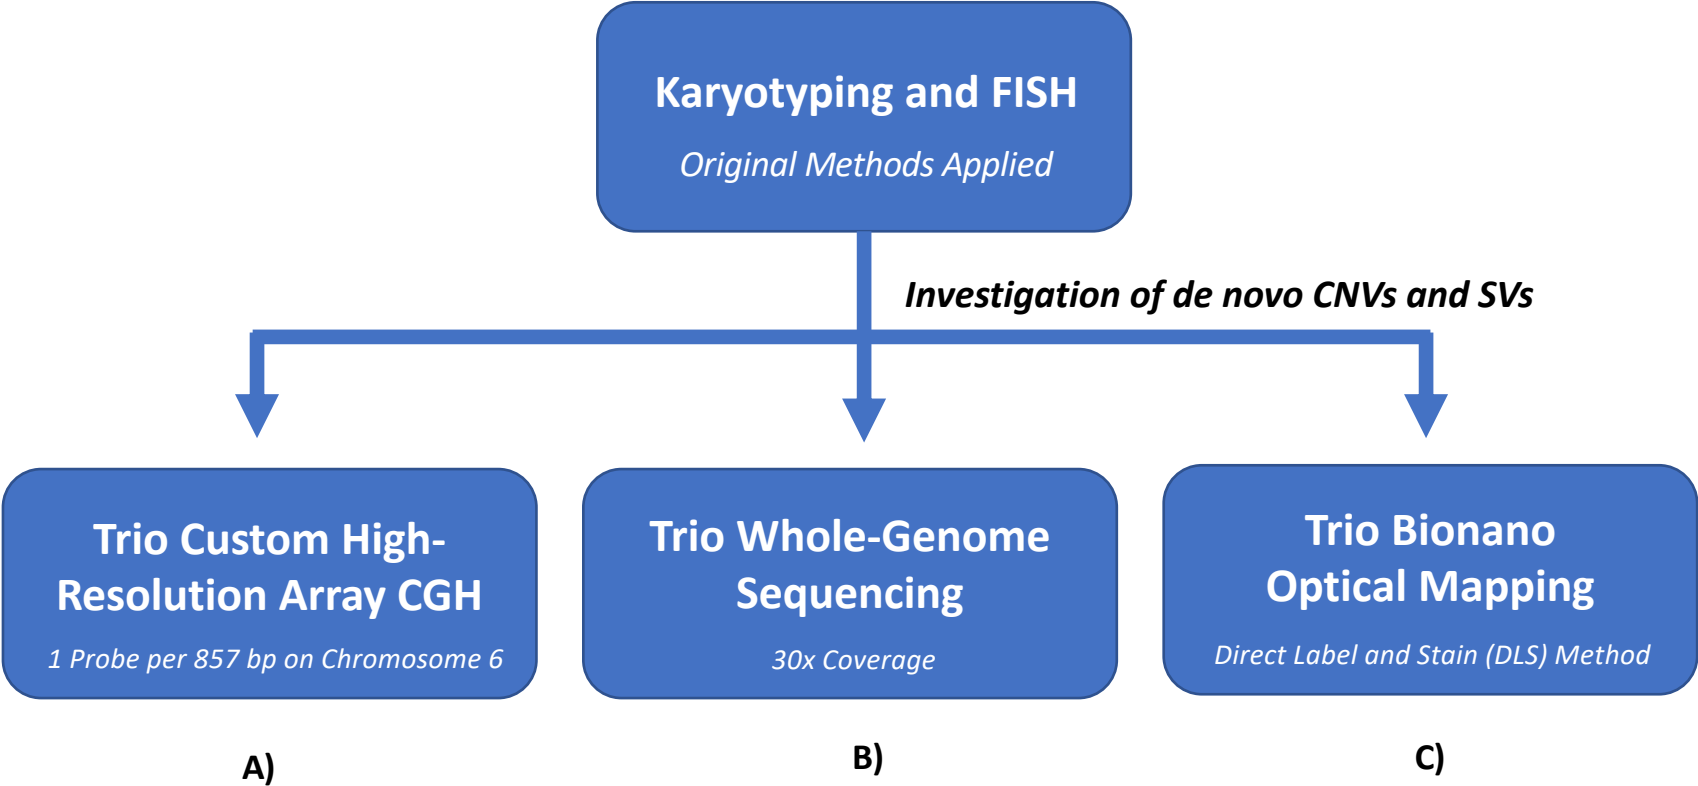 Karyotyping and FISH
Original Methods Applied
Investigation of de novo CNVs and SVs
Trio Custom High-
Resolution Array CGH
1 Probe per 857 bp on Chromosome 6
Trio Whole-Genome
Sequencing
30x Coverage
Trio Bionano
Optical Mapping
Direct Label and Stain (DLS) Method
A)
B)
C)